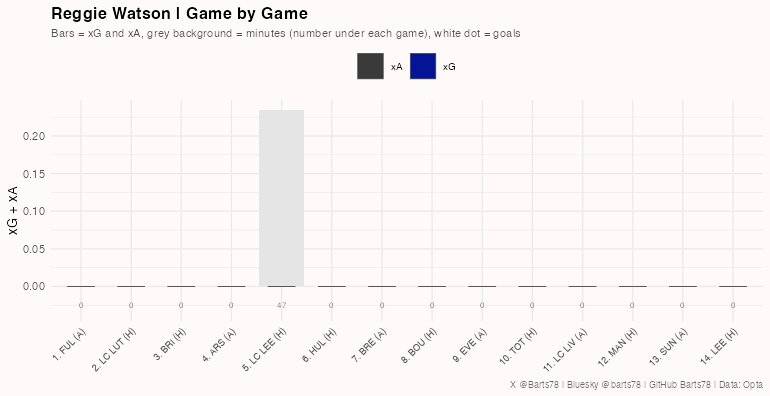 Reggie Watson | Game by Game
Bars = xG and xA, grey background = minutes (number under each game), white dot = goals
xA xG
xG + xA
0.20
0.15
0.10
0.05
0.00
0 0 0 0 47 0 0 0 0 0 0 0 0 0
1. FUL (A)
2. LC LUT (H)
3. BRI (H)
4. ARS (A)
5. LC LEE (H)
6. HUL (H)
7. BRE (A)
8. BOU (H)
9. EVE (A)
10. TOT (H)
11. LC LIV (A)
12. MAN (H)
13. SUN (A)
14. LEE (H)
X @Barts78 | Bluesky @barts78 | GitHub Barts78 | Data: Opta